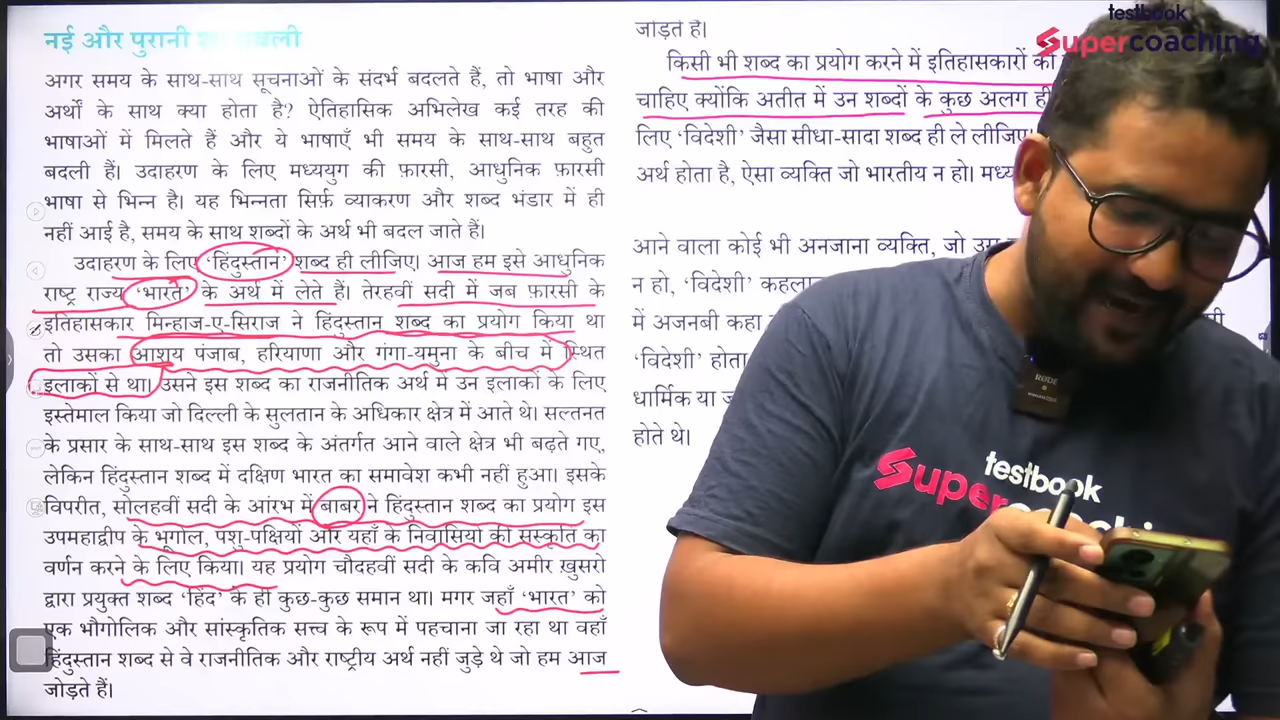 नई और पुरानी
अगर समय के साथ-साथ सूचनाओं के संदर्भ बदलते हैं, तो भाषा और
अर्थों के साथ क्या होता है? ऐतिहासिक अभिलेख कई तरह की
भाषाओं में मिलते हैं और ये भाषाएँ भी समय के साथ-साथ बहुत
बदली हैं। उदाहरण के लिए मध्ययुग की फ़ारसी, आधुनिक फ़ारसी
भाषा से भिन्न है। यह भिन्नता सिर्फ़ व्याकरण और शब्द भंडार में ही
नहीं आई है, समय के साथ शब्दों के अर्थ भी बदल जाते हैं।
उदाहरण के लिए 'हिंदुस्तान' शब्द ही लीजिए। आज हम इसे आधुनिक
राष्ट्र राज्य 'भारत' के अर्थ में लेते हैं। तेरहवीं सदी में जब फ़ारसी के
इतिहासकार मिन्हाज-ए-सिराज ने हिंदुस्तान शब्द का प्रयोग किया था
तो उसका आशय पंजाब, हरियाणा और गंगा-यमुना के बीच में स्थित
इलाकों से था। उसने इस शब्द का राजनीतिक अर्थ में उन इलाकों के लिए
इस्तेमाल किया जो दिल्ली के सुलतान के अधिकार क्षेत्र में आते थे। सल्तनत
के प्रसार के साथ-साथ इस शब्द के अंतर्गत आने वाले क्षेत्र भी बढ़ते गए,
लेकिन हिंदुस्तान शब्द में दक्षिण भारत का समावेश कभी नहीं हुआ। इसके
विपरीत, सोलहवीं सदी के आंरभ में बाबर ने हिंदुस्तान शब्द का प्रयोग इस
उपमहाद्वीप के भूगोल, पशु-पक्षियों और यहाँ के निवासियों की संस्कृति का
वर्णन करने के लिए किया। यह प्रयोग चौदहवीं सदी के कवि अमीर ख़ुसरो
द्वारा प्रयुक्त शब्द 'हिंद' के ही कुछ-कुछ समान था। मगर जहाँ 'भारत' को
एक भौगोलिक और सांस्कृतिक सत्त्व के रूप में पहचाना जा रहा था वहाँ
हिंदुस्तान शब्द से वे राजनीतिक और राष्ट्रीय अर्थ नहीं जुड़े थे जो हम आज
जोड़ते हैं।
जोड़ते हैं।
किसी भी शब्द का प्रयोग करने में इतिहासकारों को
चाहिए क्योंकि अतीत में उन शब्दों के कुछ अलग ही
लिए 'विदेशी' जैसा सीधा-सादा शब्द ही ले लीजिए
अर्थ होता है, ऐसा व्यक्ति जो भारतीय न हो।
आने वाला कोई भी अनजाना व्यक्ति, जो उस
न हो, 'विदेशी' कहला
में अजनबी कहा
'विदेशी' होता
धार्मिक या
होते थे।
testbook
Supercoaching
testbook
Super